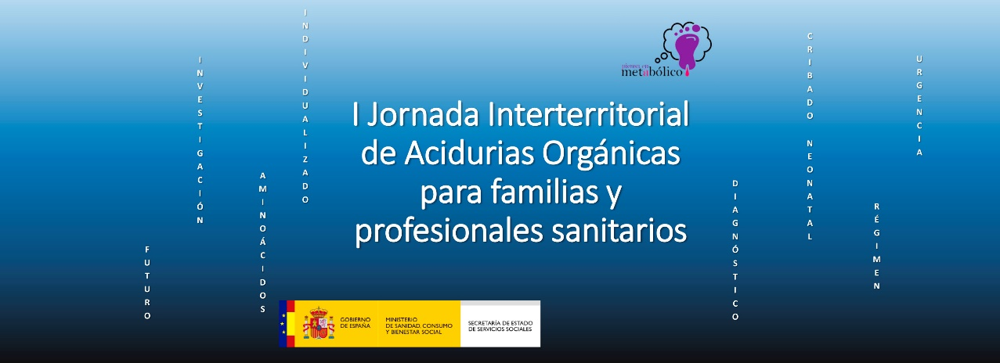 FUTURO
INVESTIGACIÓN
AMINOÁCIDOS
INDIVIDUALIZADO
piensa en
metabólico
I Jornada Interterritorial
de Acidurias Orgánicas
para familias y
profesionales sanitarios
GOBIERNO
DE ESPAÑA
MINISTERIO
DE SANIDAD, CONSUMO
Y BIENESTAR SOCIAL
SECRETARÍA DE ESTADO
DE SERVICIOS SOCIALES
DIAGNÓSTICO
CRIBADO NEONATAL
RÉGIMEN
URGENCIA